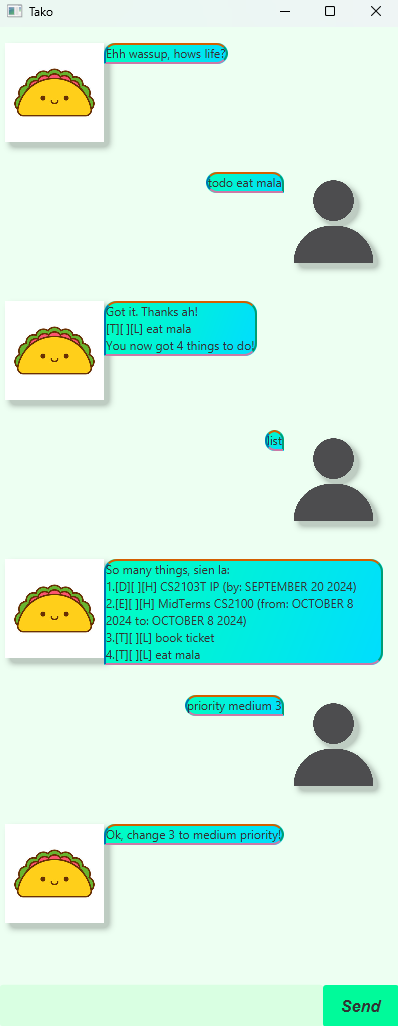 Tako
Ehh wassup, hows life?
todo eat mala
Got it. Thanks ah!
[T][ ][L] eat mala
You now got 4 things to do!
list
So many things, sien la:
1.[D][ ][H] CS2103T IP (by: SEPTEMBER 20 2024)
2.[E][ ][H] MidTerms CS2100 (from: OCTOBER 8
2024 to: OCTOBER 8 2024)
3.[T][ ][L] book ticket
4.[T][ ][L] eat mala
priority medium 3
Ok, change 3 to medium priority!
Send